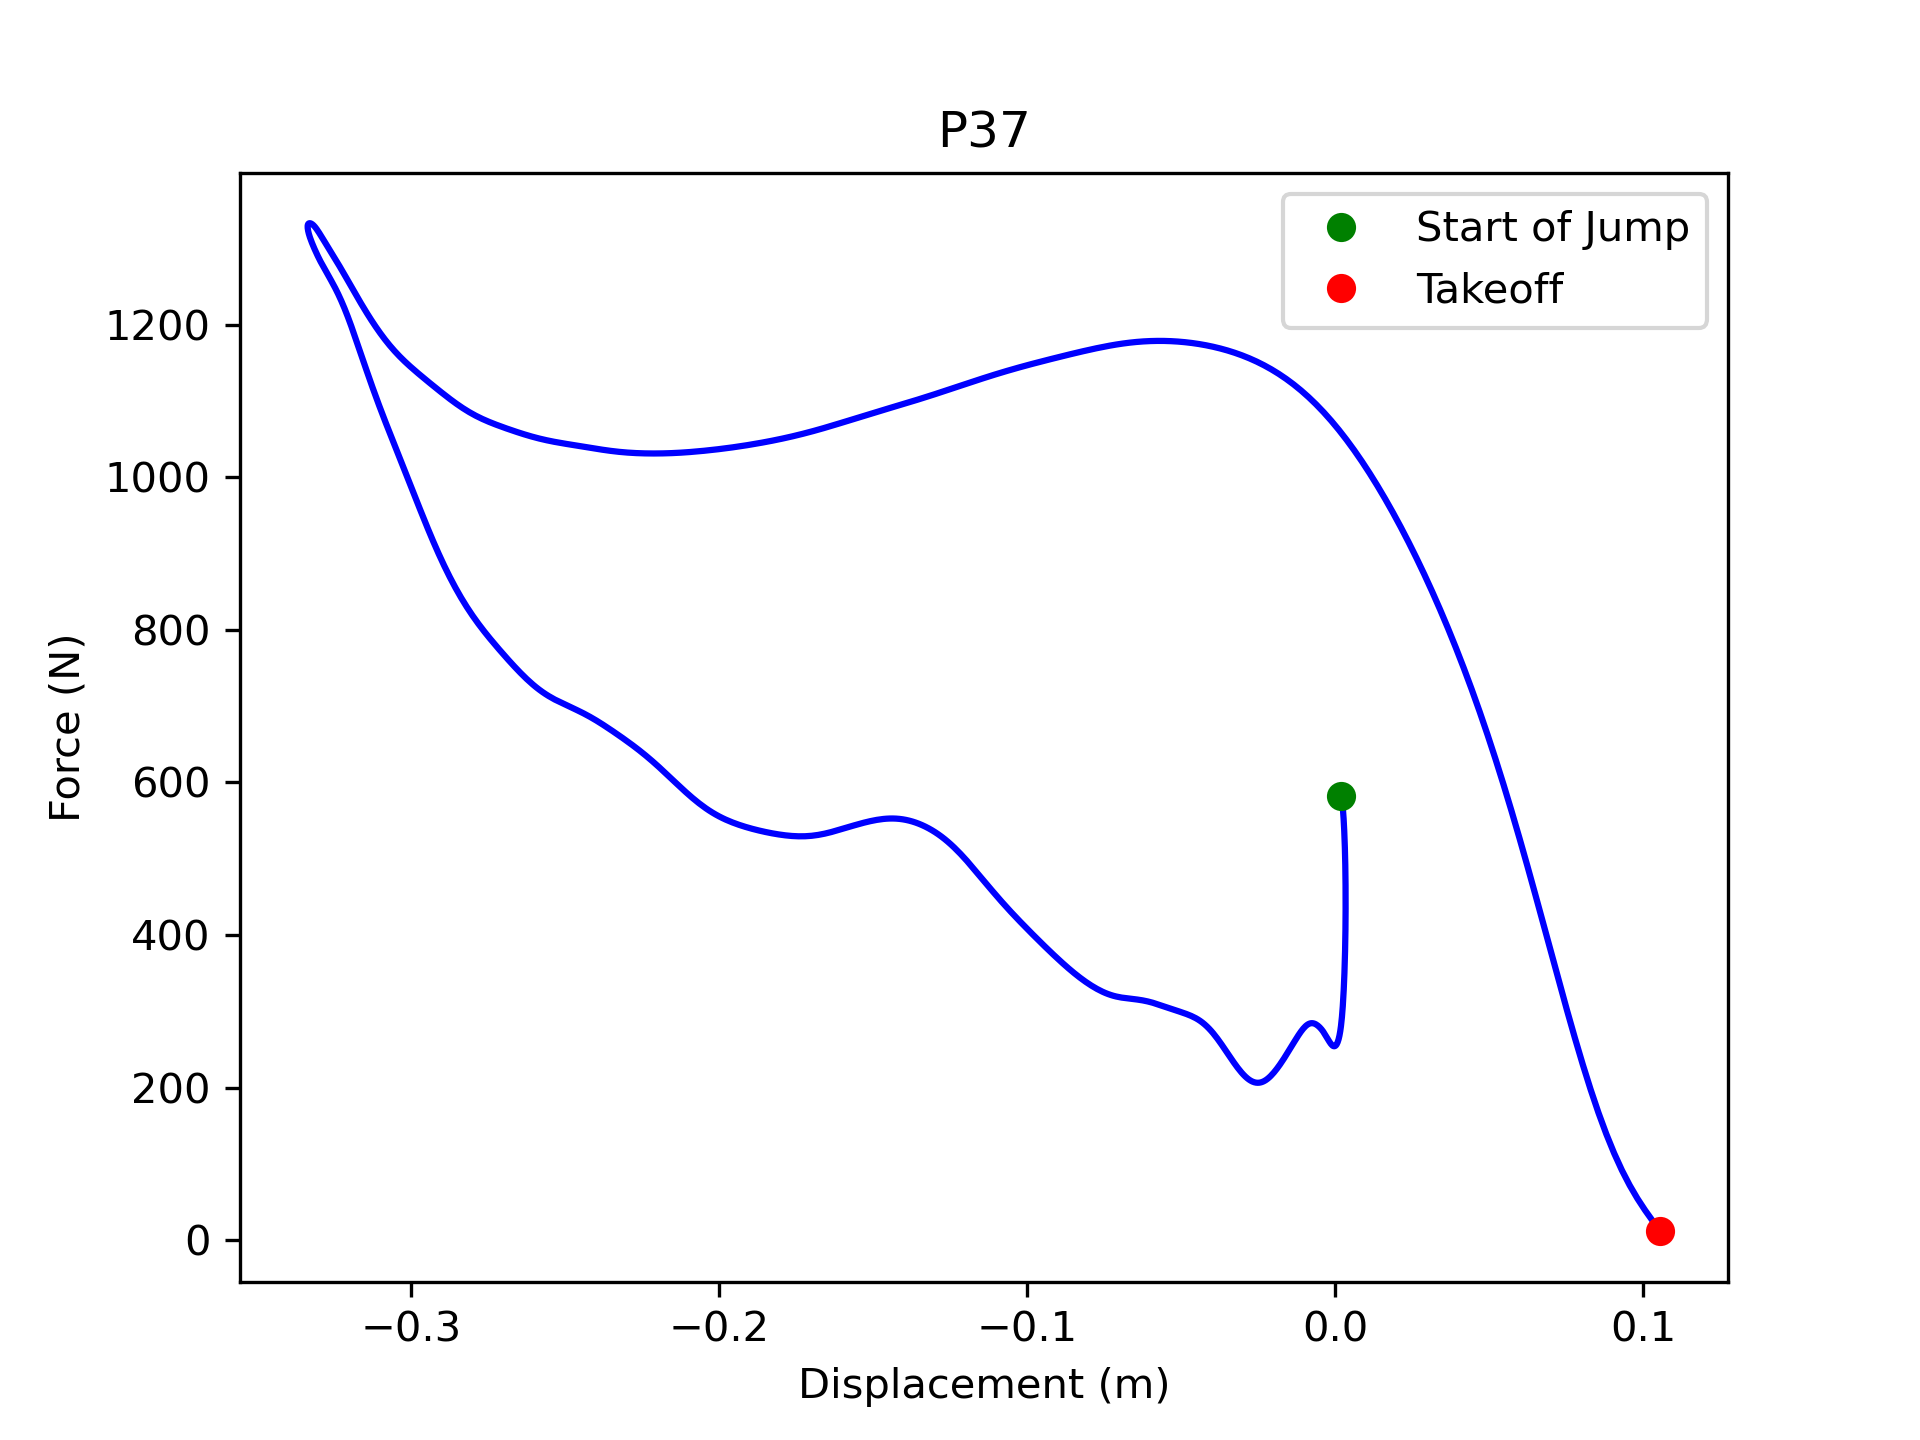 P37
Start of Jump
Takeoff
1200
1000
800
600
400
200
0
Force (N)
−0.3
−0.2
−0.1
0.0
0.1
Displacement (m)